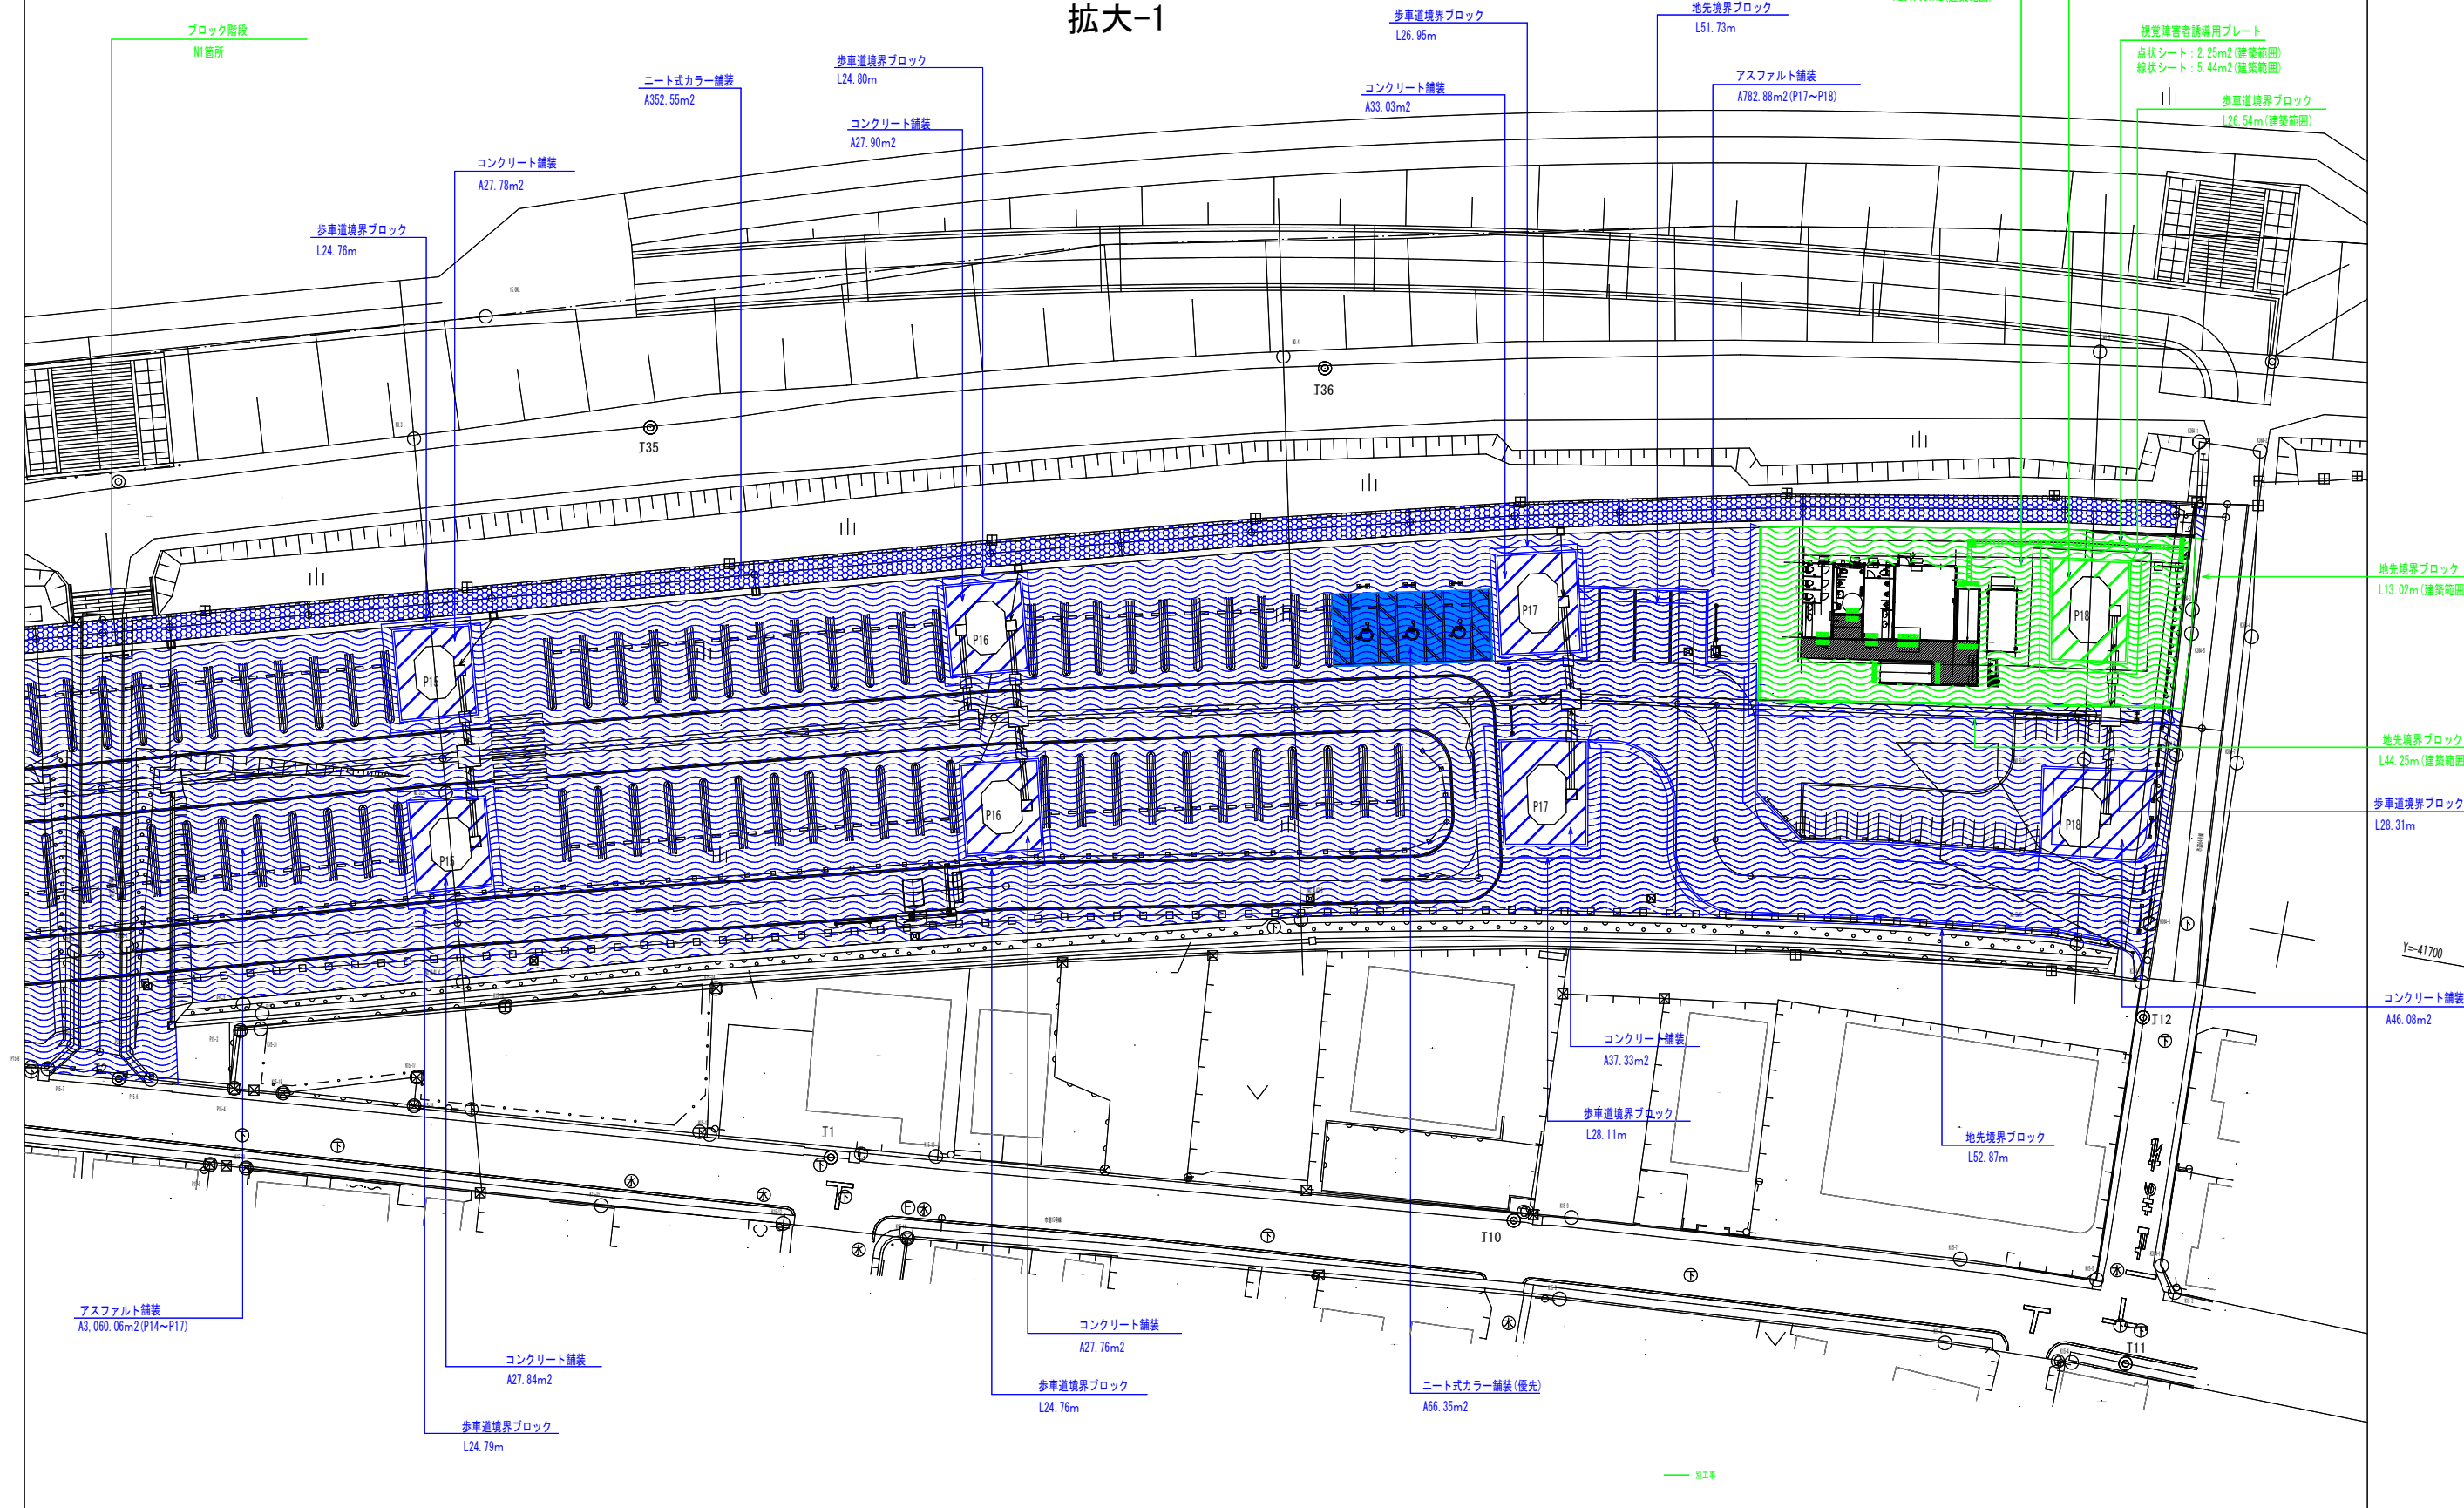 拡大-1
ブロック階段
N1箇所
ニート式カラー舗装
A352.55m2
歩車道境界ブロック
L24.80m
コンクリート舗装
A27.90m2
コンクリート舗装
A27.78m2
歩車道境界ブロック
L24.76m
歩車道境界ブロック
L26.95m
コンクリート舗装
A33.03m2
地先境界ブロック
L51.73m
アスファルト舗装
A782.88m2(P17〜P18)
視覚障害者誘導用プレート
点状シート:2.25m2(建築範囲)
線状シート:5.44m2(建築範囲)
歩車道境界ブロック
L26.54m(建築範囲)
J36
J35
地先境界ブロック
L13.02m(建築範囲
P15
P16
P17
P18
地先境界ブロック
L44.25m(建築範囲
歩車道境界ブロック
L28.31m
P15
P16
P17
P18
Y=-41700
コンクリート舗装
A46.08m2
J12
コンクリート舗装
A37.33m2
歩車道境界ブロック
L28.11m
地先境界ブロック
L52.87m
J1
J10
J11
アスファルト舗装
A3,060.06m2(P14〜P17)
コンクリート舗装
A27.84m2
歩車道境界ブロック
L24.79m
コンクリート舗装
A27.76m2
歩車道境界ブロック
L24.76m
ニート式カラー舗装(優先)
A66.35m2
別工事